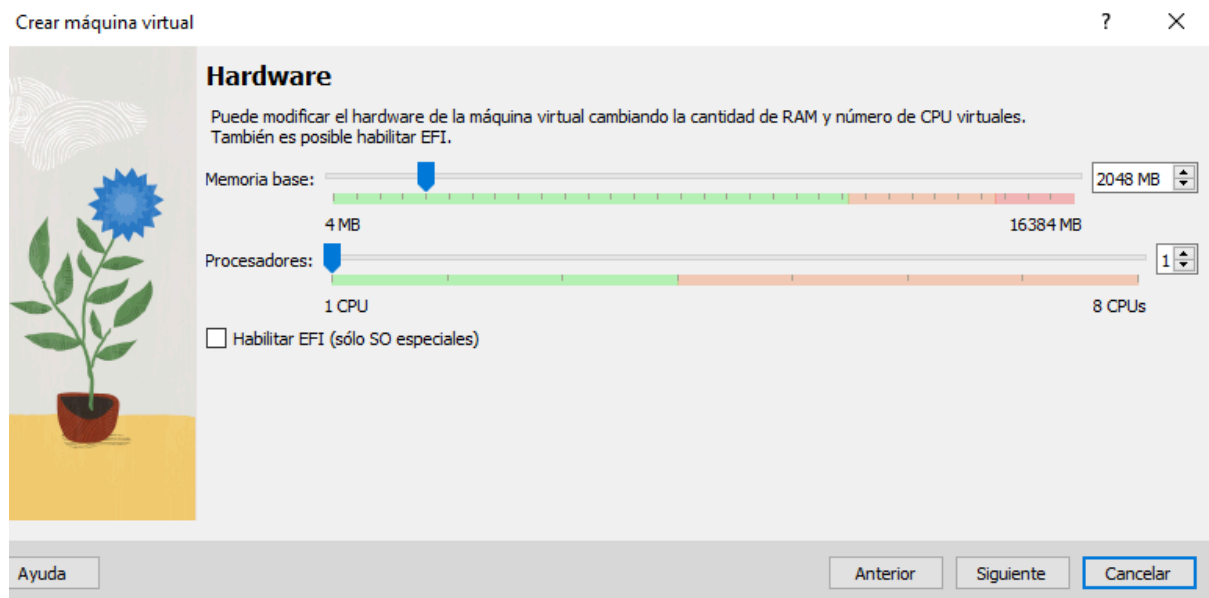 Crear máquina virtual
?
Hardware
Puede modificar el hardware de la máquina virtual cambiando la cantidad de RAM y número de CPU virtuales.
También es posible habilitar EFI.
Memoria base:
2048 MB
4 MB
16384 MB
Procesadores:
1
1 CPU
8 CPUs
Habilitar EFI (sólo SO especiales)
Ayuda
Anterior
Siguiente
Cancelar